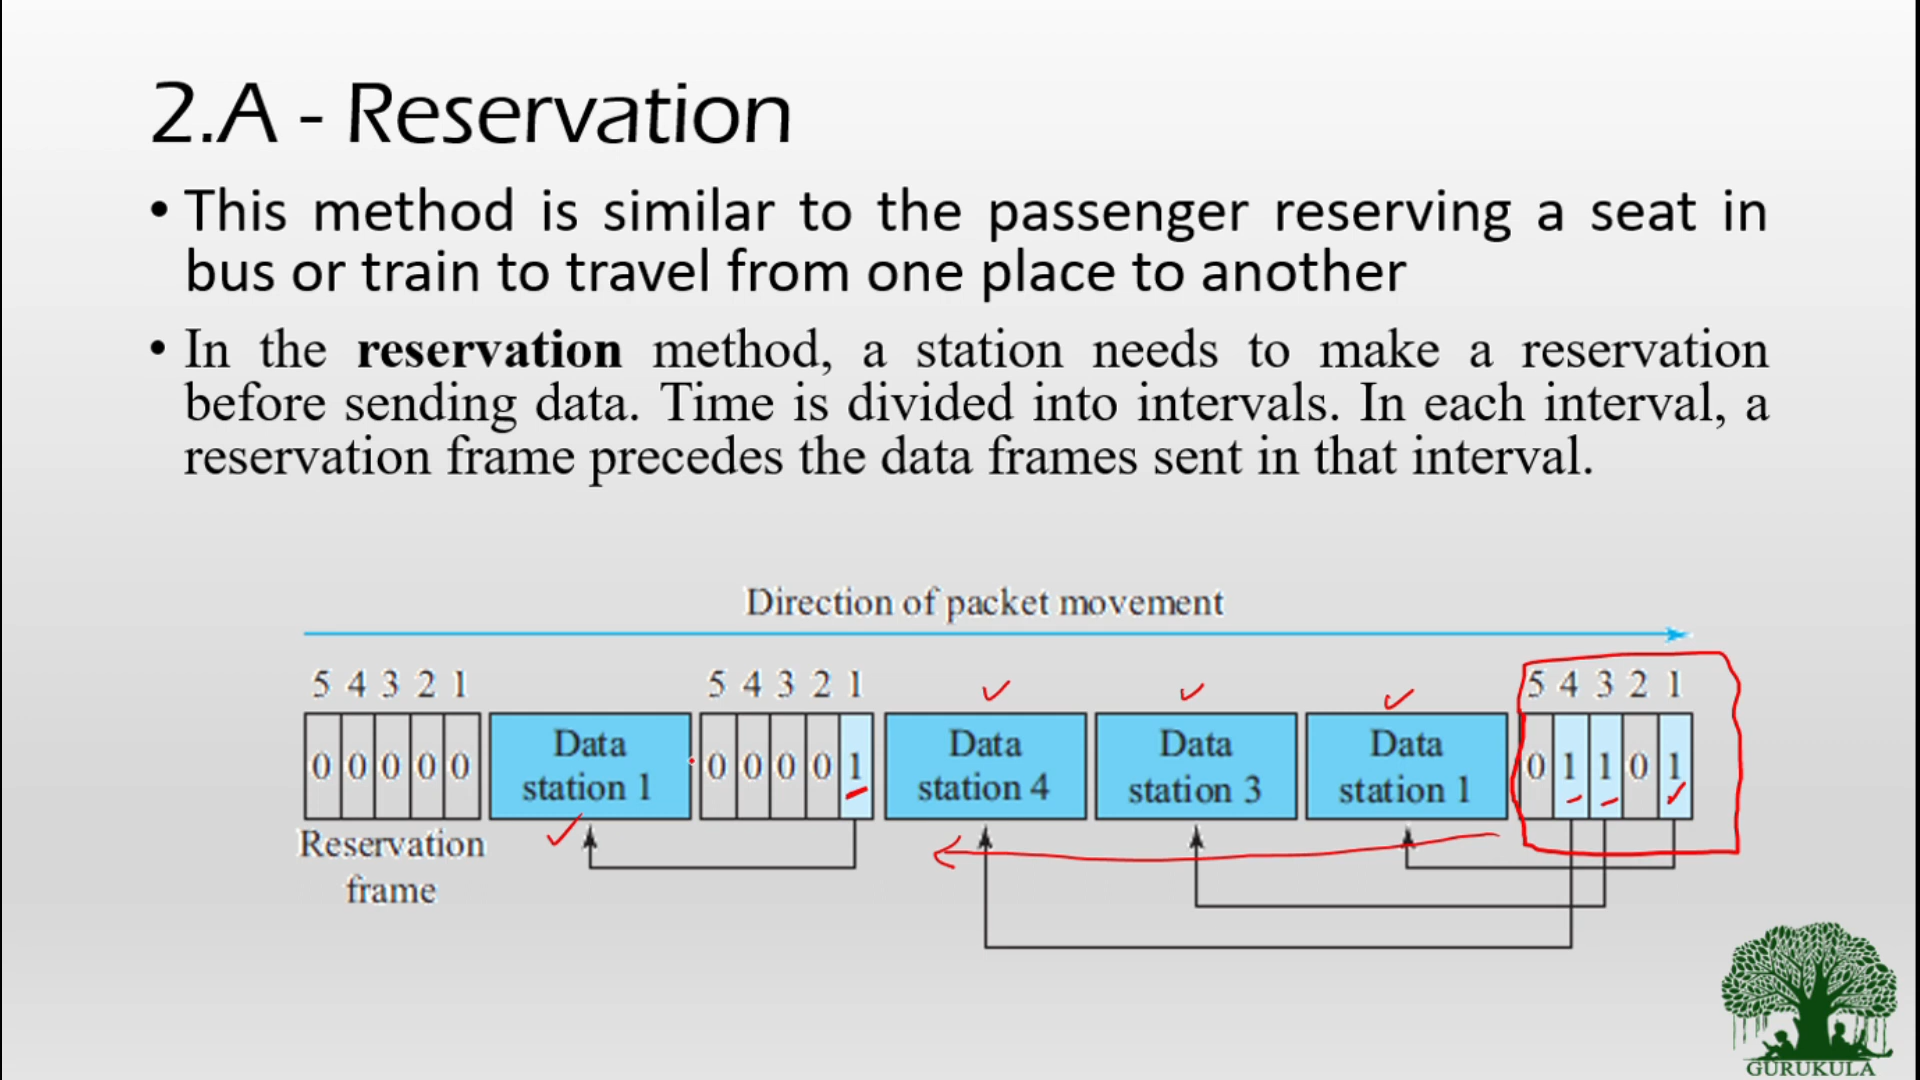 2.A - Reservation
• This method is similar to the passenger reserving a seat in
bus or train to travel from one place to another
• In the reservation method, a station needs to make a reservation
before sending data. Time is divided into intervals. In each interval, a
reservation frame precedes the data frames sent in that interval.
Direction of packet movement
5 4 3 2 1 5 4 3 2 1 5 4 3 2 1
0 0 0 0 0 Data station 1 0 0 0 0 1 Data station 4 Data station 3 Data station 1 0 1 1 0 1
Reservation
frame
GURUKULA